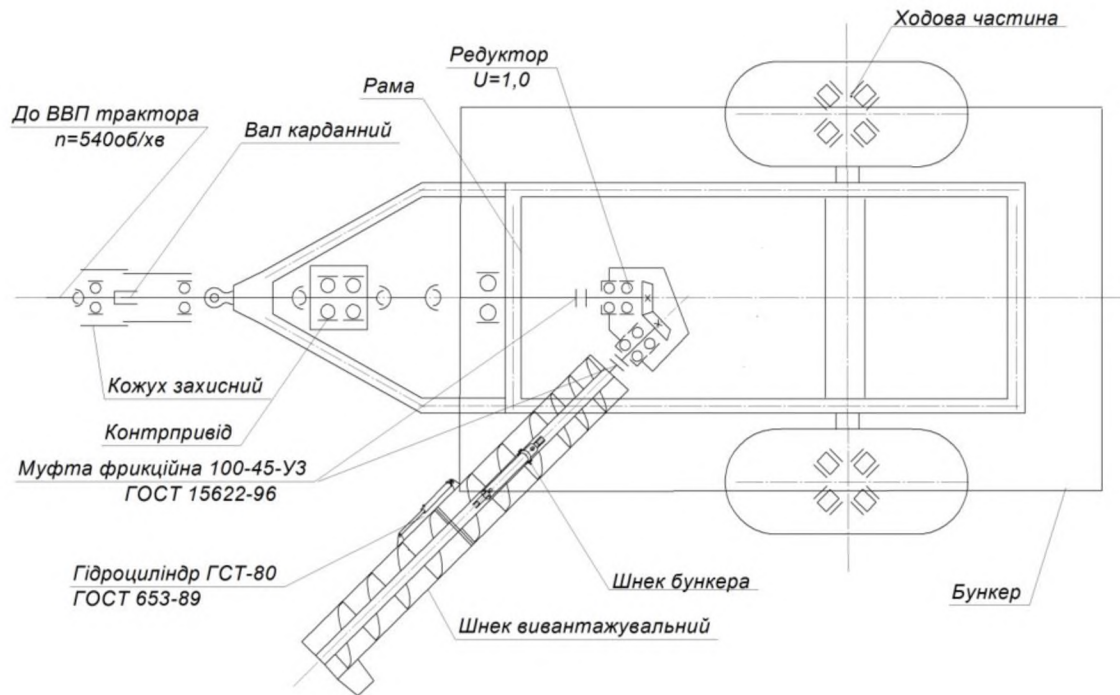 Ходова частина
Редуктор
U=1,0
Рама
До ВВП трактора
n=540об/хв
Вал карданний
Кожух захисний
Контрпривід
Муфта фрикційна 100-45-У3
ГОСТ 15622-96
Гідроциліндр ГСТ-80
ГОСТ 653-89
Шнек бункера
Бункер
Шнек вивантажувальний